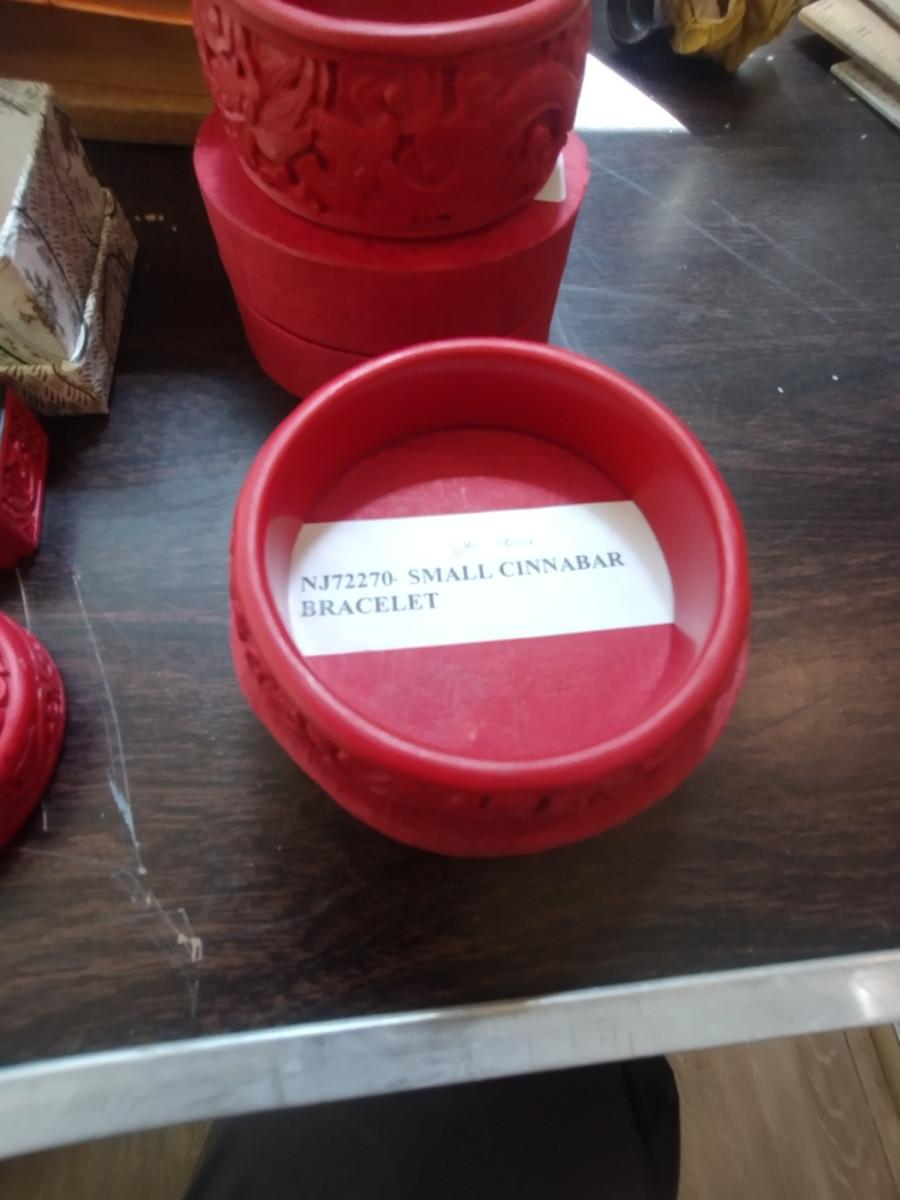 NJ72270- SMALL CINNABAR
BRACELET